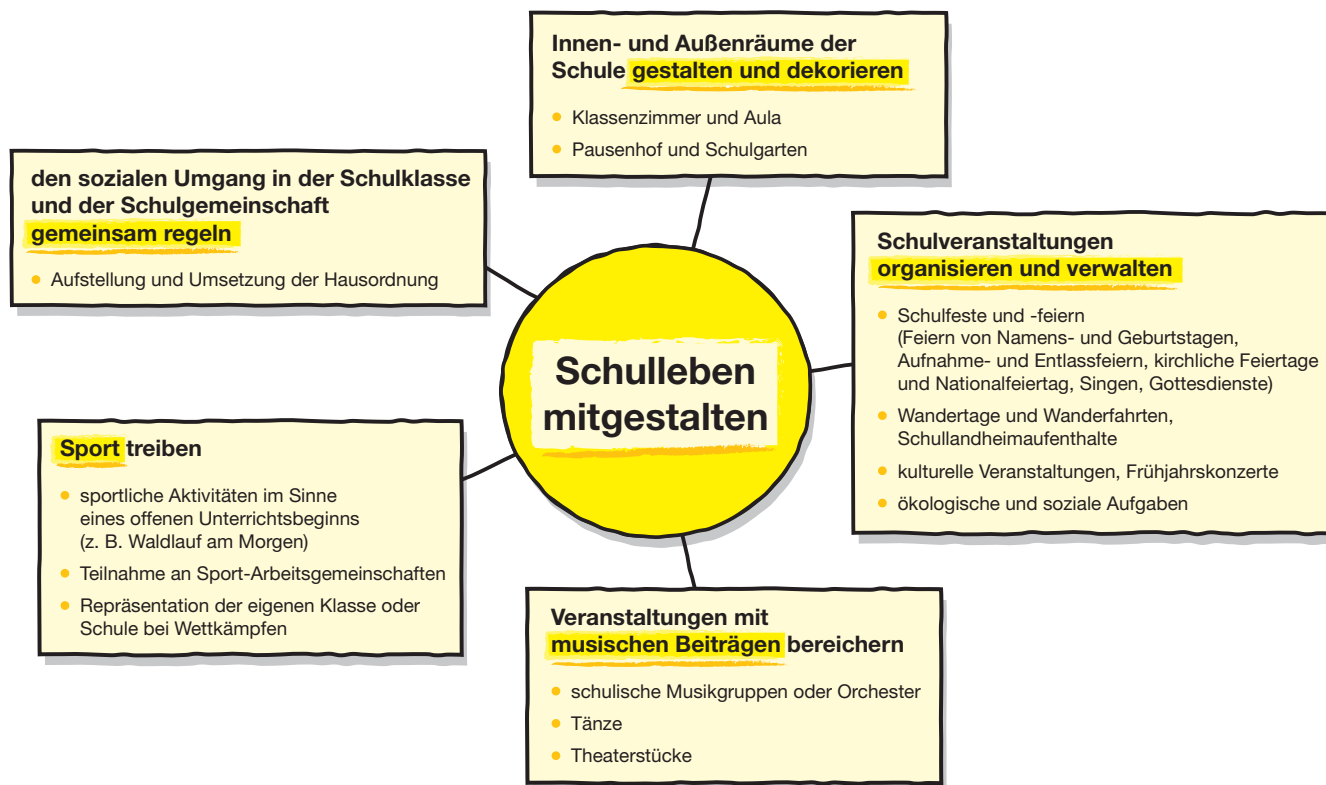 Innen- und Außenräume der
Schule gestalten und dekorieren
• Klassenzimmer und Aula
• Pausenhof und Schulgarten
den sozialen Umgang in der Schulklasse
und der Schulgemeinschaft
gemeinsam regeln
• Aufstellung und Umsetzung der Hausordnung
Schulveranstaltungen
organisieren und verwalten
• Schulfeste und -feiern
(Feiern von Namens- und Geburtstagen,
Aufnahme- und Entlassfeiern, kirchliche Feiertage
und Nationalfeiertag, Singen, Gottesdienste)
• Wandertage und Wanderfahrten,
Schullandheimaufenthalte
• kulturelle Veranstaltungen, Frühjahrskonzerte
• ökologische und soziale Aufgaben
Schulleben
mitgestalten
Sport treiben
• sportliche Aktivitäten im Sinne
eines offenen Unterrichtsbeginns
(z. B. Waldlauf am Morgen)
• Teilnahme an Sport-Arbeitsgemeinschaften
• Repräsentation der eigenen Klasse oder
Schule bei Wettkämpfen
Veranstaltungen mit
musischen Beiträgen bereichern
• schulische Musikgruppen oder Orchester
• Tänze
• Theaterstücke